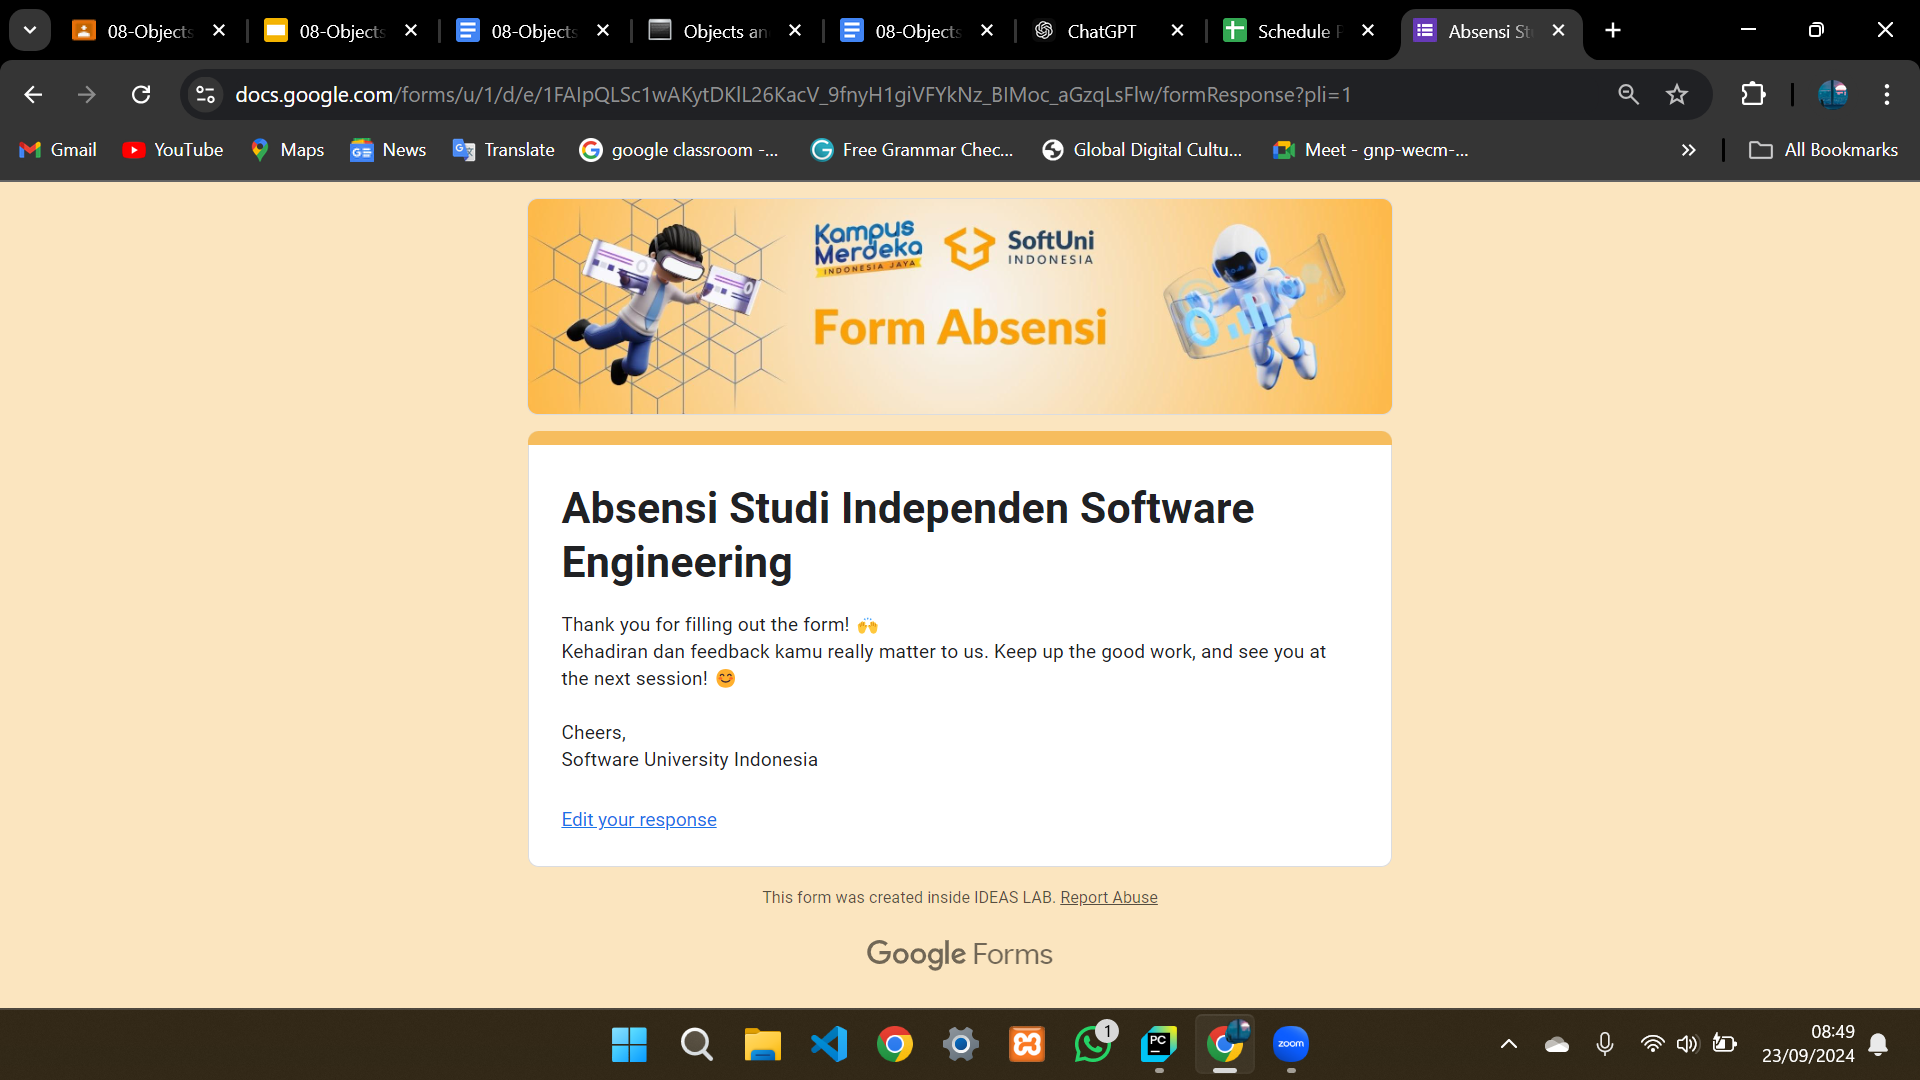 08-Objects
08-Objects
08-Objects
Objects an
08-Objects
ChatGPT
Schedule
Absensi St
docs.google.com/forms/u/1/d/e/1FAIpQLSc1wAKytDKlL26KacV_9fnyH1giVFYkNz_BIMoc_aGzqLsFlw/formResponse?pli=1
Gmail
YouTube
Maps
News
Translate
google classroom -...
Free Grammar Chec...
Global Digital Cultu...
Meet - gnp-wecm-...
All Bookmarks
Kampus
Merdeka
INDONESIA JAYA
SoftUni
INDONESIA
Form Absensi
Absensi Studi Independen Software
Engineering
Thank you for filling out the form! 🙌
Kehadiran dan feedback kamu really matter to us. Keep up the good work, and see you at
the next session! 😊
Cheers,
Software University Indonesia
Edit your response
This form was created inside IDEAS LAB. Report Abuse
Google Forms
1
PC
zoom
08:49
23/09/2024